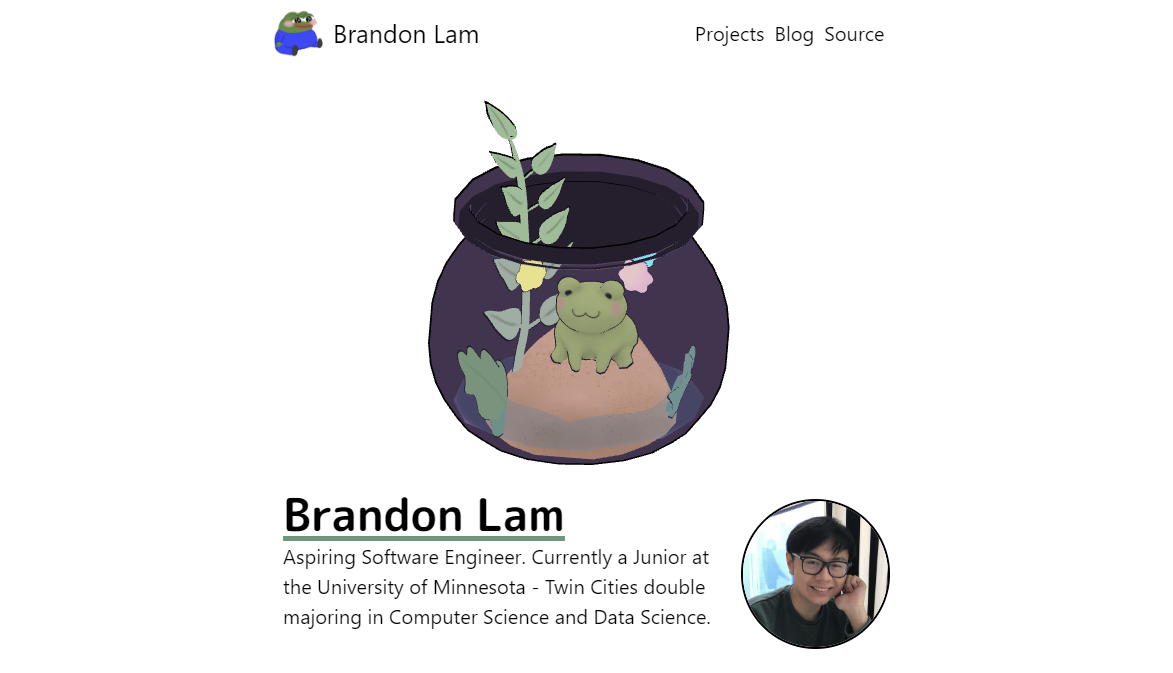 Brandon Lam
Projects Blog Source
Brandon Lam
Aspiring Software Engineer. Currently a Junior at
the University of Minnesota - Twin Cities double
majoring in Computer Science and Data Science.